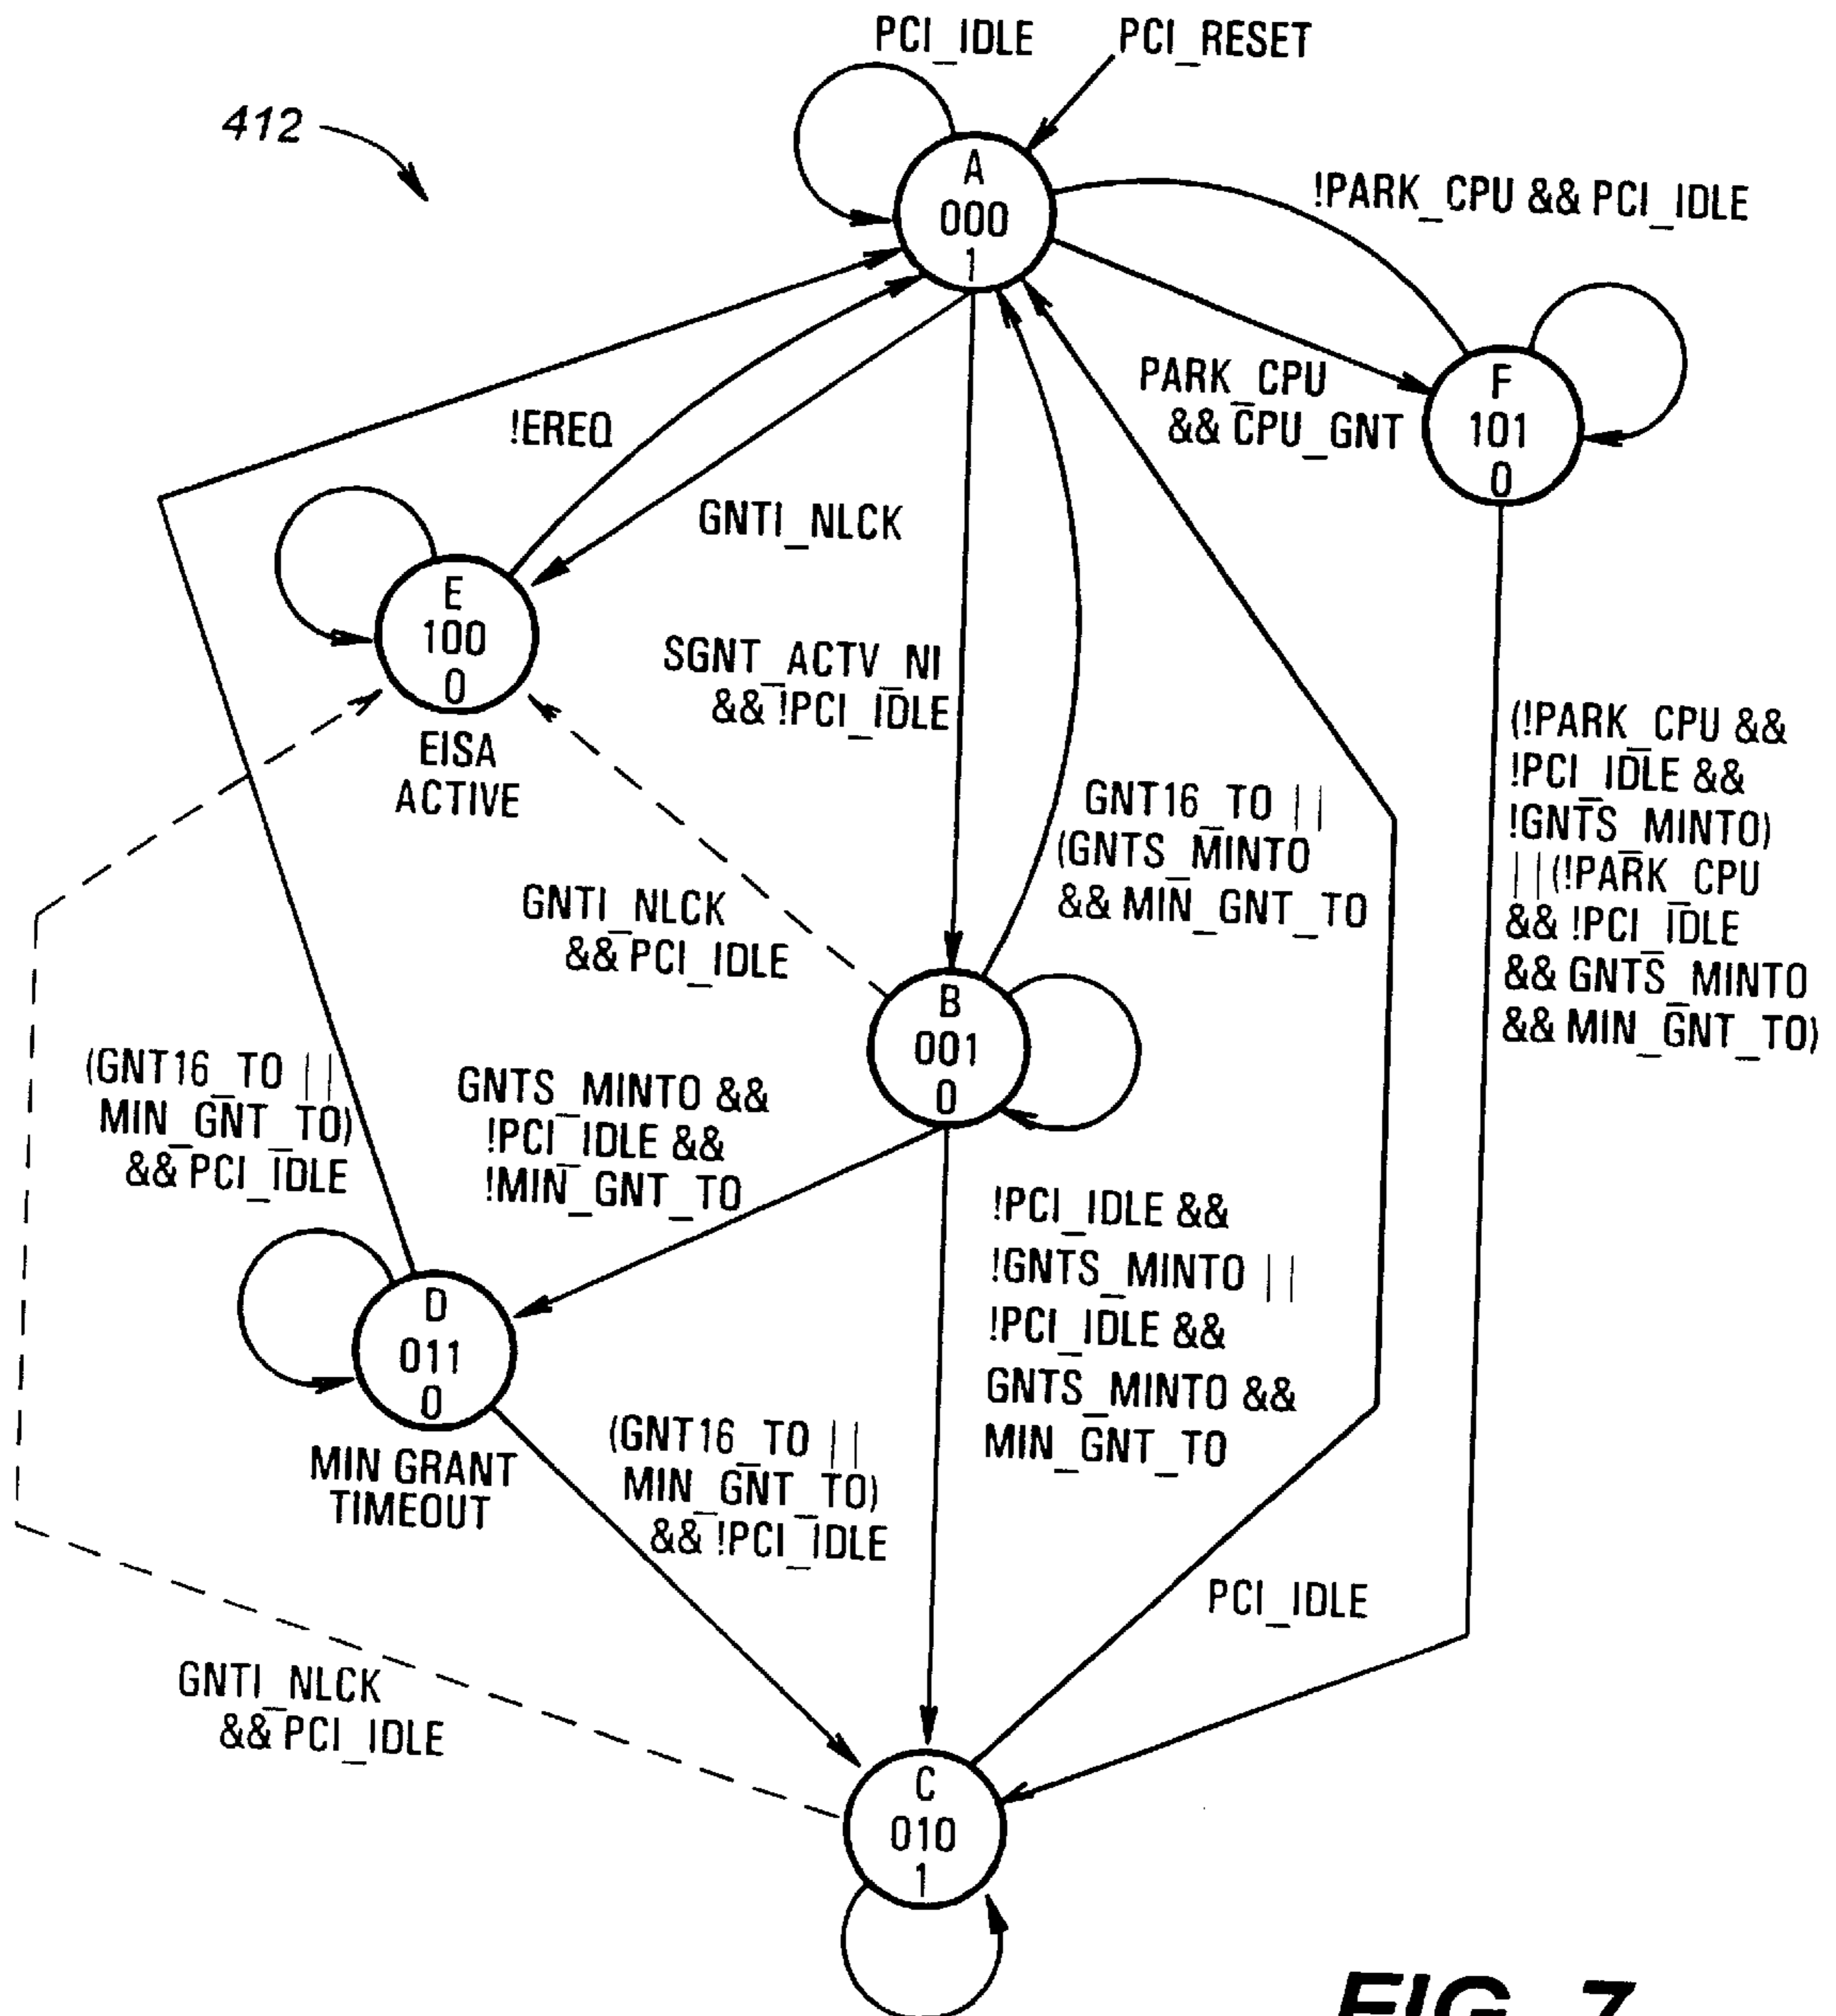 PCI_IDLE
PCI_RESET
412
A
000
1
!PARK_CPU && PCI_IDLE
PARK_CPU
&& CPU_GNT
F
101
0
!EREQ
GNTI_NLCK
E
100
0
EISA
ACTIVE
SGNT_ACTV_NI
&& !PCI_IDLE
(!PARK_CPU &&
!PCI_IDLE &&
!GNTS_MINTO)
||(!PARK_CPU
&& !PCI_IDLE
&& GNTS_MINTO
&& MIN_GNT_TO)
GNT16_TO ||
(GNTS_MINTO
&& MIN_GNT_TO
GNTI_NLCK
&& PCI_IDLE
B
001
0
(GNT16_TO ||
MIN_GNT_TO)
&& PCI_IDLE
GNTS_MINTO &&
!PCI_IDLE &&
!MIN_GNT_TO
!PCI_IDLE &&
!GNTS_MINTO ||
!PCI_IDLE &&
GNTS_MINTO &&
MIN_GNT_TO
D
011
0
MIN GRANT
TIMEOUT
(GNT16_TO ||
MIN_GNT_TO)
&& !PCI_IDLE
PCI_IDLE
GNTI_NLCK
&& PCI_IDLE
C
010
1
FIG. 7